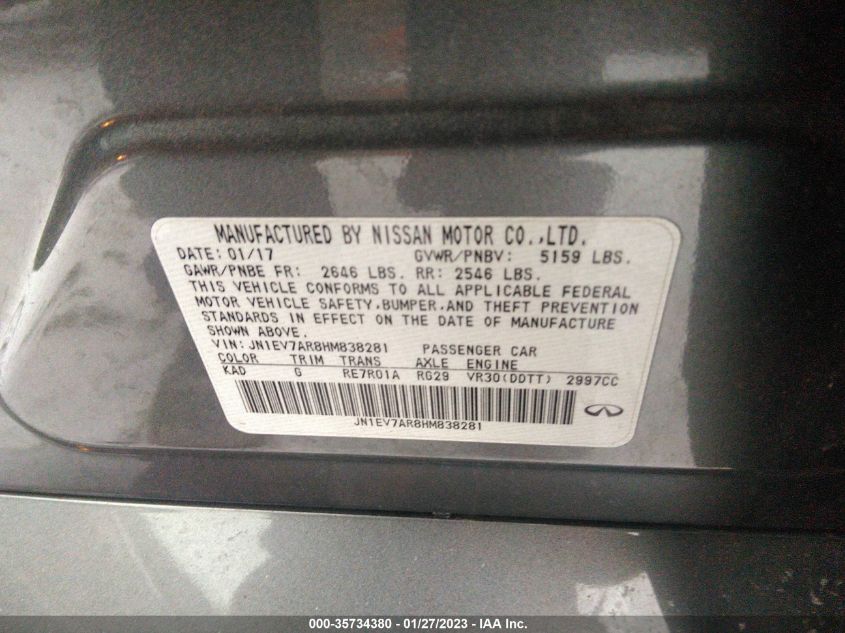 MANUFACTURED BY NISSAN MOTOR CO.,LTD.
DATE: 01/17 GVWR/PNBV: 5159 LBS.
GAWR/PNBE FR: 2646 LBS. RR: 2546 LBS.
THIS VEHICLE CONFORMS TO ALL APPLICABLE FEDERAL
MOTOR VEHICLE SAFETY,BUMPER,AND THEFT PREVENTION
STANDARDS IN EFFECT ON THE DATE OF MANUFACTURE
SHOWN ABOVE.
VIN: JN1EV7AR8HM838281 PASSENGER CAR
COLOR TRIM TRANS AXLE ENGINE
KAD G RE7R01A RG29 VR30(DDTT) 2997CC
JN1EV7AR8HM838281
000-35734380 - 01/27/2023 - IAA Inc.